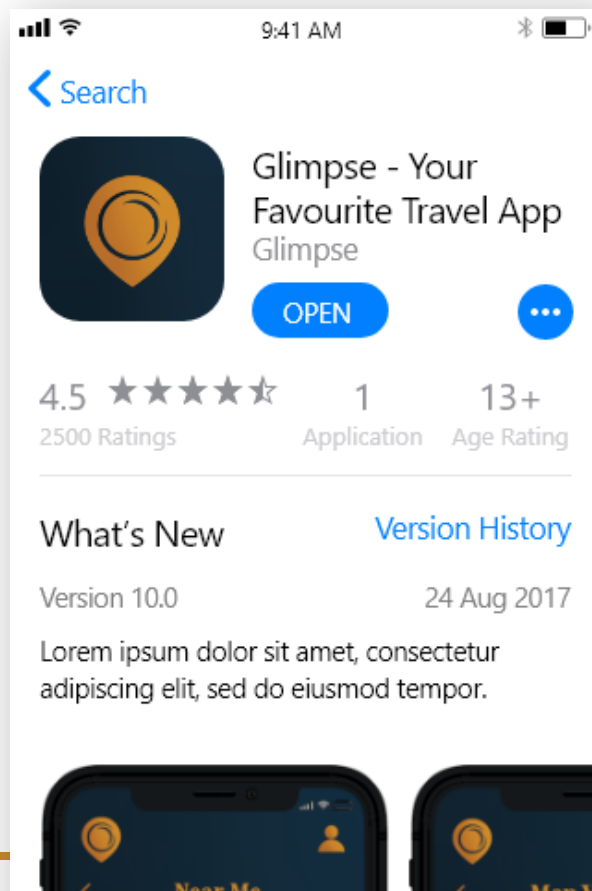 9:41 AM
Search
Glimpse - Your
Favourite Travel App
Glimpse
OPEN
4.5 1 13+
2500 Ratings Application Age Rating
What's New Version History
Version 10.0 24 Aug 2017
Lorem ipsum dolor sit amet, consectetur
adipiscing elit, sed do eiusmod tempor.
Near Me